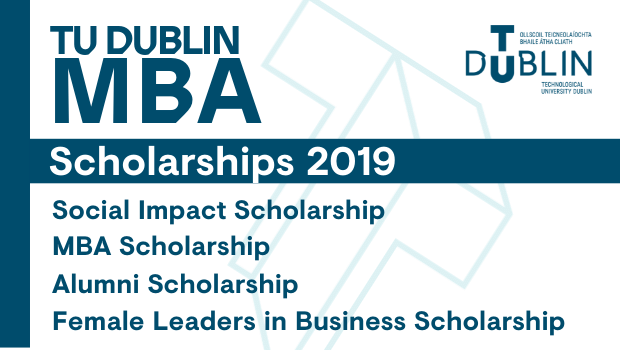 TU DUBLIN
MBA
OLLSCOIL TEICNEOLAÍOCHTA
BHAILE ÁTHA CLIATH
TU
DUBLIN
TECHNOLOGICAL
UNIVERSITY DUBLIN
Scholarships 2019
Social Impact Scholarship
MBA Scholarship
Alumni Scholarship
Female Leaders in Business Scholarship